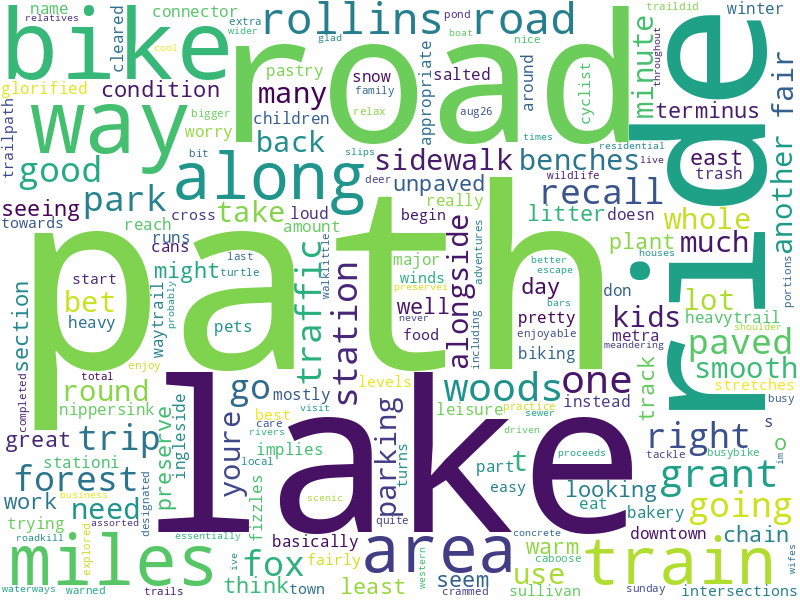 name
relatives
connector
cleared
extra
wider
rollins
pond
boat
road
glad
nice
traildid
winter
throughout
bike
road
minute
ride
fair
another
glorified
condition
pastry
many
snow
family
relax
salted
aug26
around
cyclist
appropriate
terminus
trailpath
way
worry
children
bigger
back
times
residential
east
trash
good
bit
along
slips
deer
sidewalk
benches
live
wildlife
unpaved
recall
whole
seeing
park
cross
loud
take
really
begin
litter
doesn
plant
much
towards
runs
cans
reach
amount
might
path
traffic
walklittle
station
major
winds
alongside
adventures
including
day
don
better
escape
houses
portions
start
last
turtle
waytrail
probably
section
bet
heavy
pets
well
food
never
pretty
bars
enjoyable
biking
kids
metra
meandering
lot
heavytrail
shoulder
paved
busy
smooth
track
enjoy
total
completed
round
nippersink
go
mostly
levels
best
visit
youre
woods
leisure
practice
sewer
one
instead
stretches
great
trip
lake
preserve
ingleside
care
rivers
local
implies
parking
turns
part
t
driven
easy
proceeds
right
tackle
im
s
o
busybike
stationi
forest
need
designated
fizzles
scenic
looking
eat
grant
bakery
work
business
assorted
essentially
quite
concrete
going
trying
explored
miles
basically
area
warm
caboose
downtown
chain
roadkill
fox
fairly
seem
use
train
wifes
waterways
warned
trails
ive
think
town
least
western
crammed
sullivan
sunday
intersections
preservei